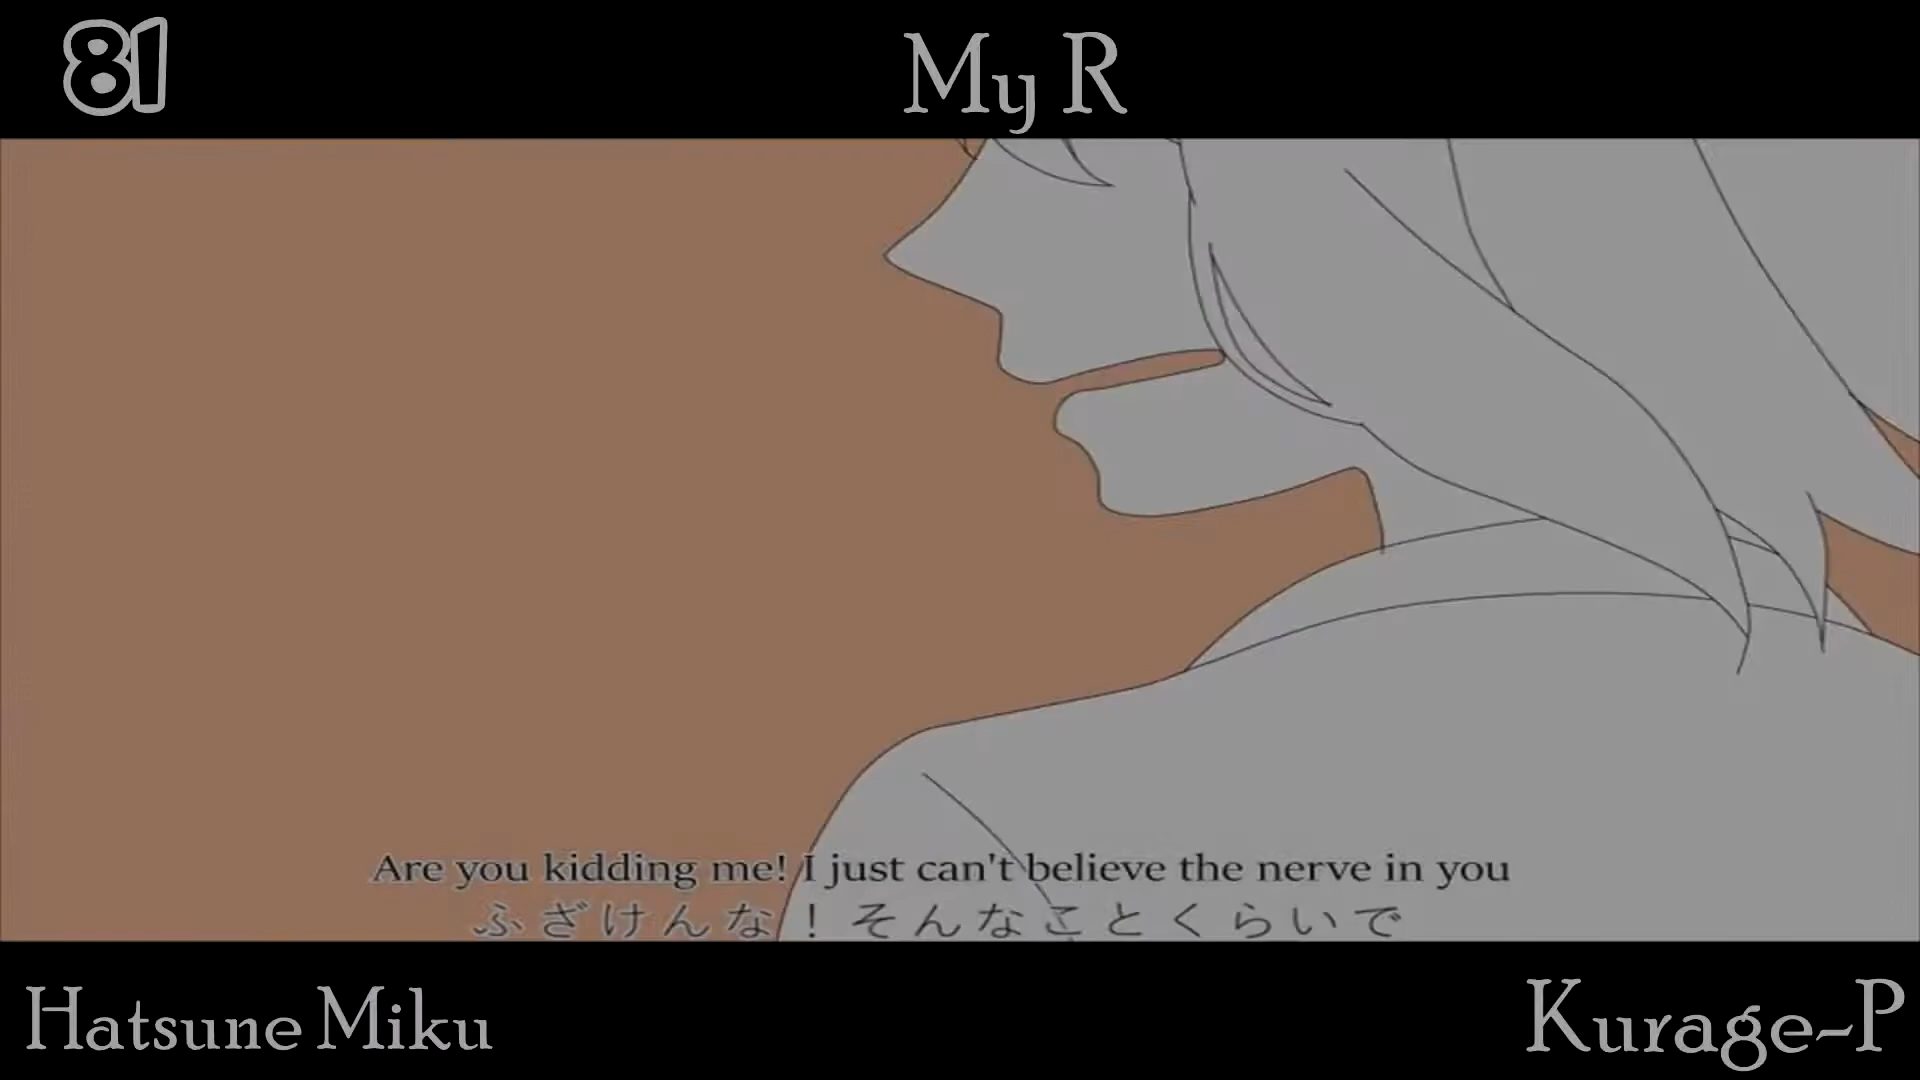 81
My R
Are you kidding me! I just can't believe the nerve in you
ふざけんな！そんなことくらいで
Hatsune Miku
Kurage-P